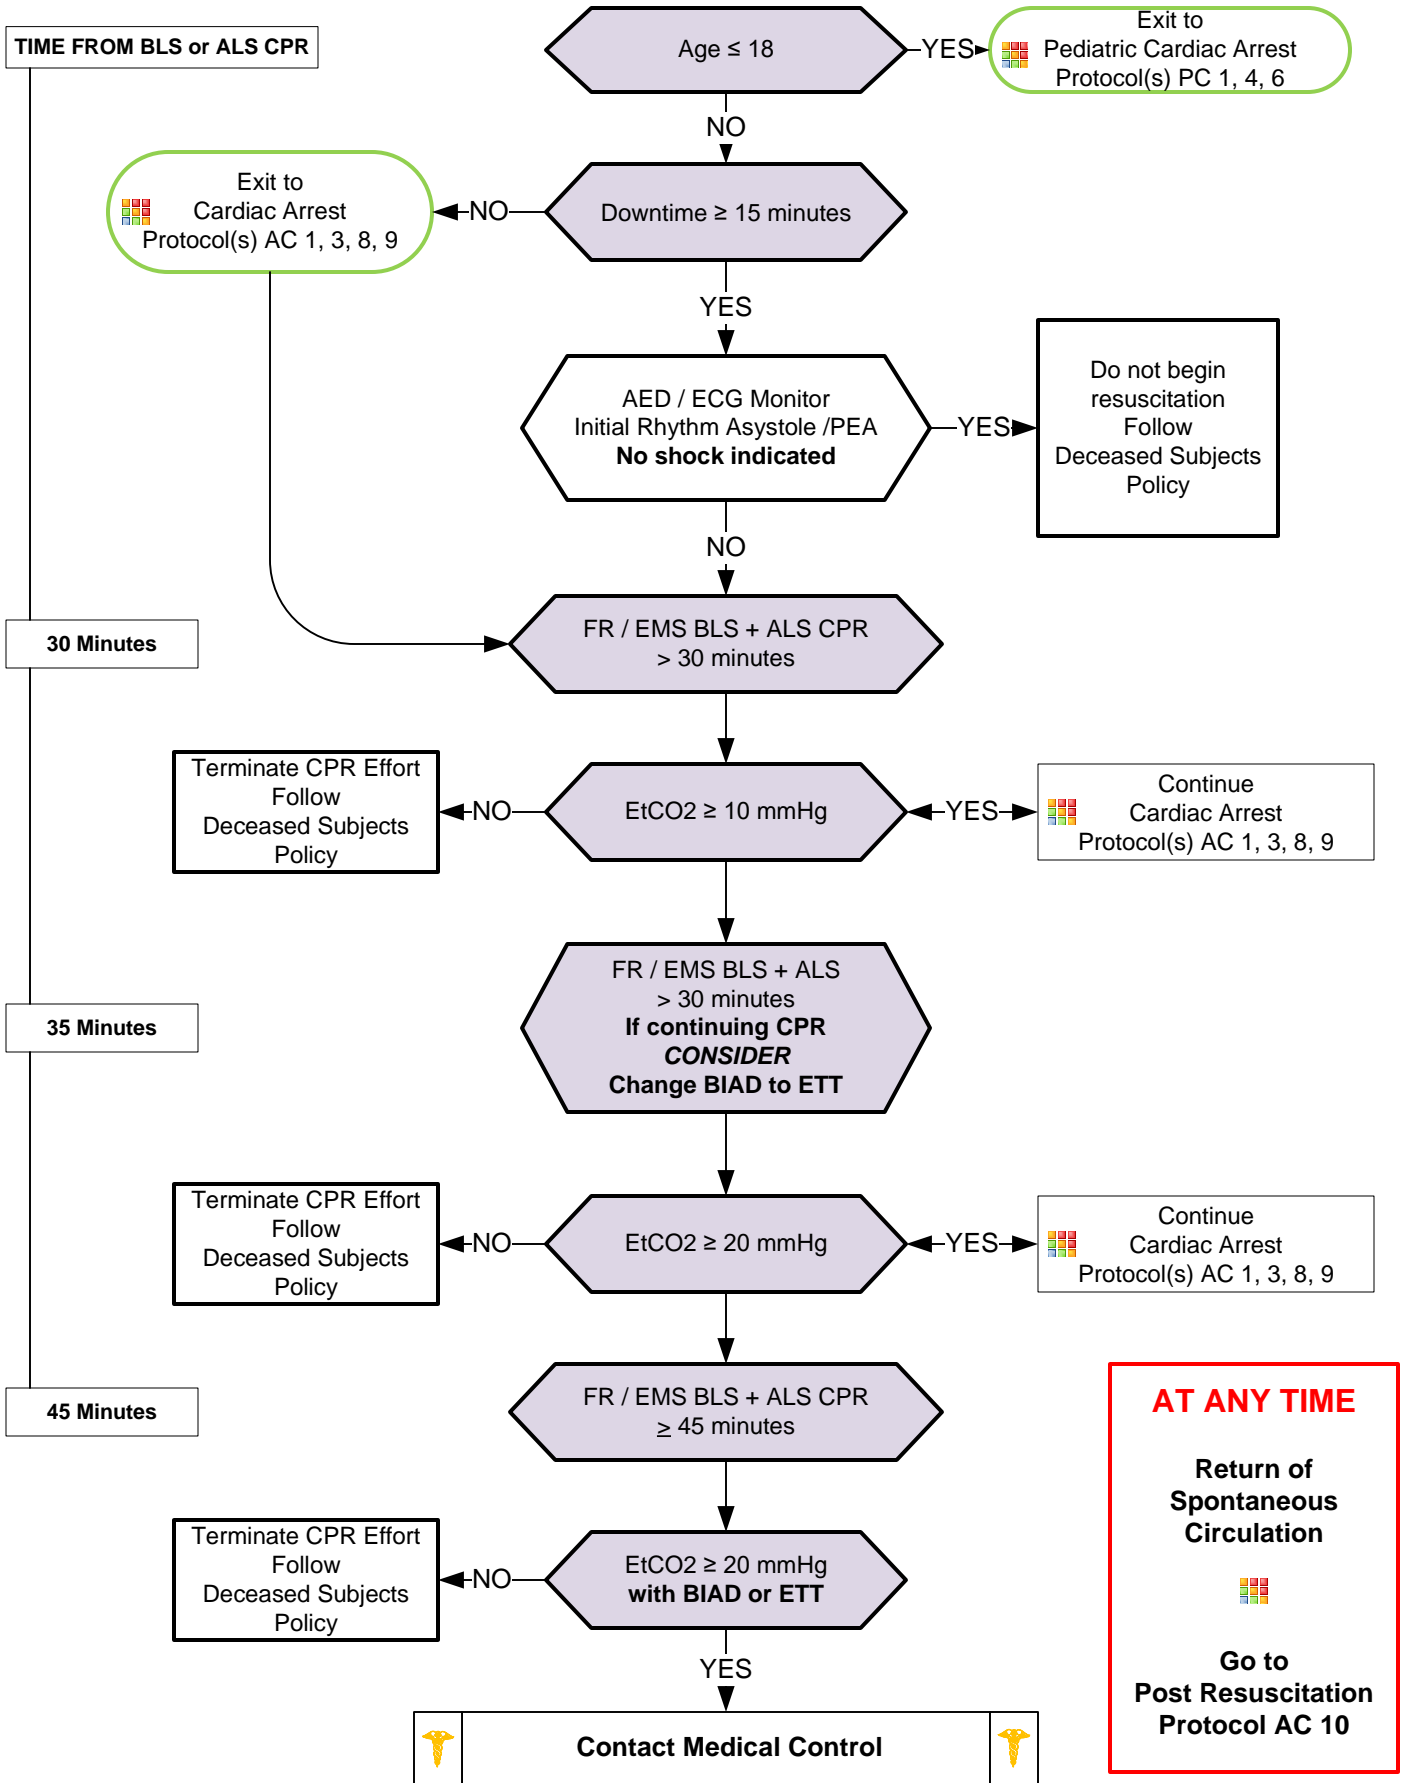 TIME FROM BLS or ALS CPR
Age ≤ 18
YES
Exit to
Pediatric Cardiac Arrest
Protocol(s) PC 1, 4, 6
NO
Exit to
Cardiac Arrest
Protocol(s) AC 1, 3, 8, 9
NO
Downtime ≥ 15 minutes
YES
AED / ECG Monitor
Initial Rhythm Asystole /PEA
No shock indicated
YES
Do not begin
resuscitation
Follow
Deceased Subjects
Policy
NO
30 Minutes
FR / EMS BLS + ALS CPR
> 30 minutes
Terminate CPR Effort
Follow
Deceased Subjects
Policy
NO
EtCO2 ≥ 10 mmHg
YES
Continue
Cardiac Arrest
Protocol(s) AC 1, 3, 8, 9
35 Minutes
FR / EMS BLS + ALS
> 30 minutes
If continuing CPR
CONSIDER
Change BIAD to ETT
Terminate CPR Effort
Follow
Deceased Subjects
Policy
NO
EtCO2 ≥ 20 mmHg
YES
Continue
Cardiac Arrest
Protocol(s) AC 1, 3, 8, 9
45 Minutes
FR / EMS BLS + ALS CPR
≥ 45 minutes
Terminate CPR Effort
Follow
Deceased Subjects
Policy
NO
EtCO2 ≥ 20 mmHg
with BIAD or ETT
YES
Contact Medical Control
AT ANY TIME
Return of
Spontaneous
Circulation
Go to
Post Resuscitation
Protocol AC 10